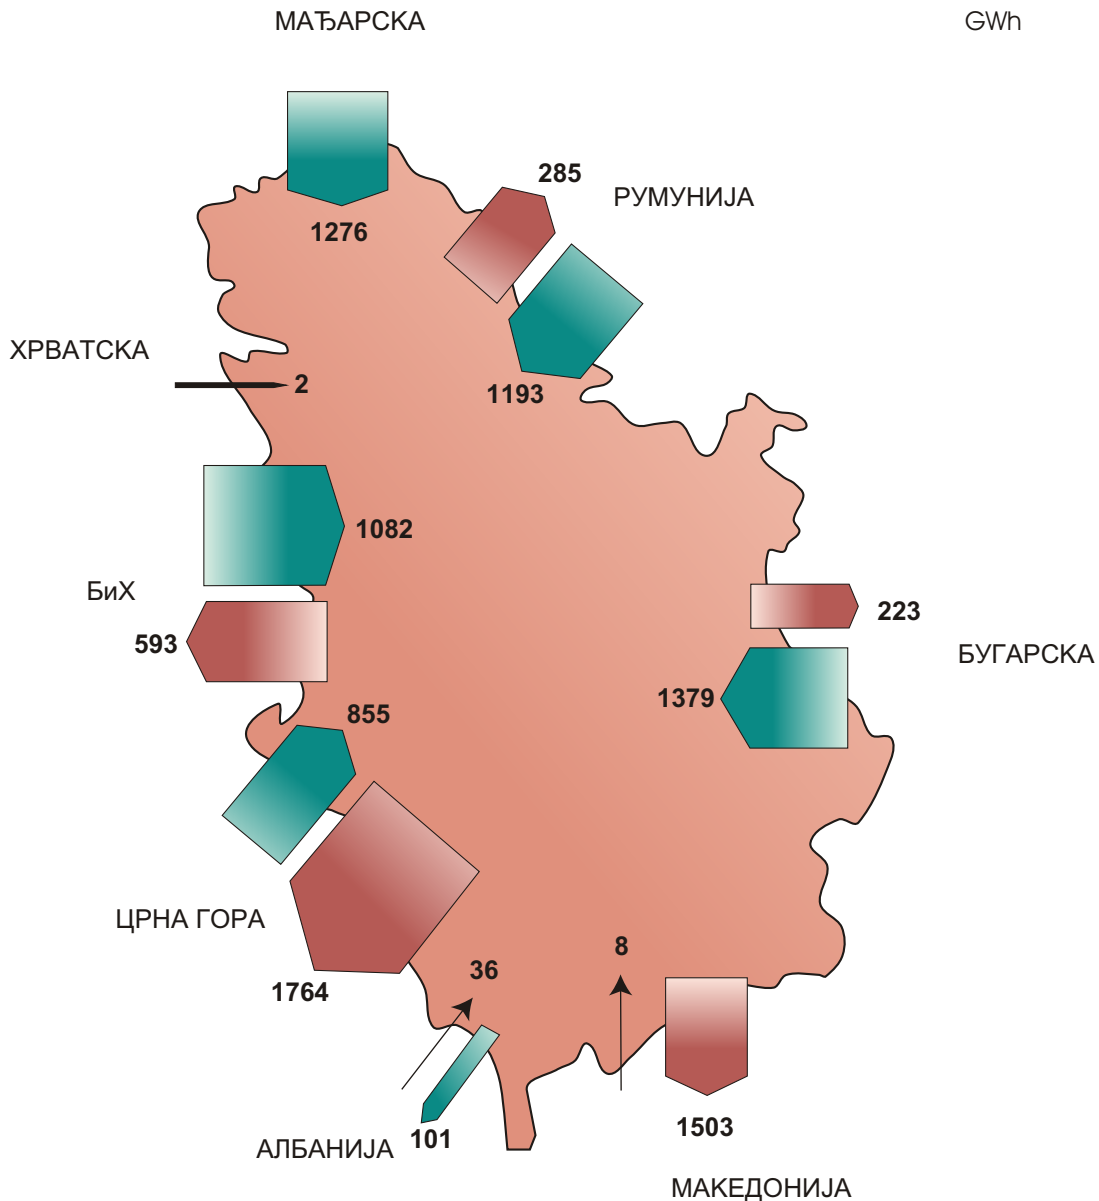 МАЂАРСКА
GWh
285
РУМУНИЈА
1276
ХРВАТСКА
2
1193
1082
БиХ
593
223
БУГАРСКА
1379
855
ЦРНА ГОРА
8
36
1764
1503
АЛБАНИЈА
101
МАКЕДОНИЈА